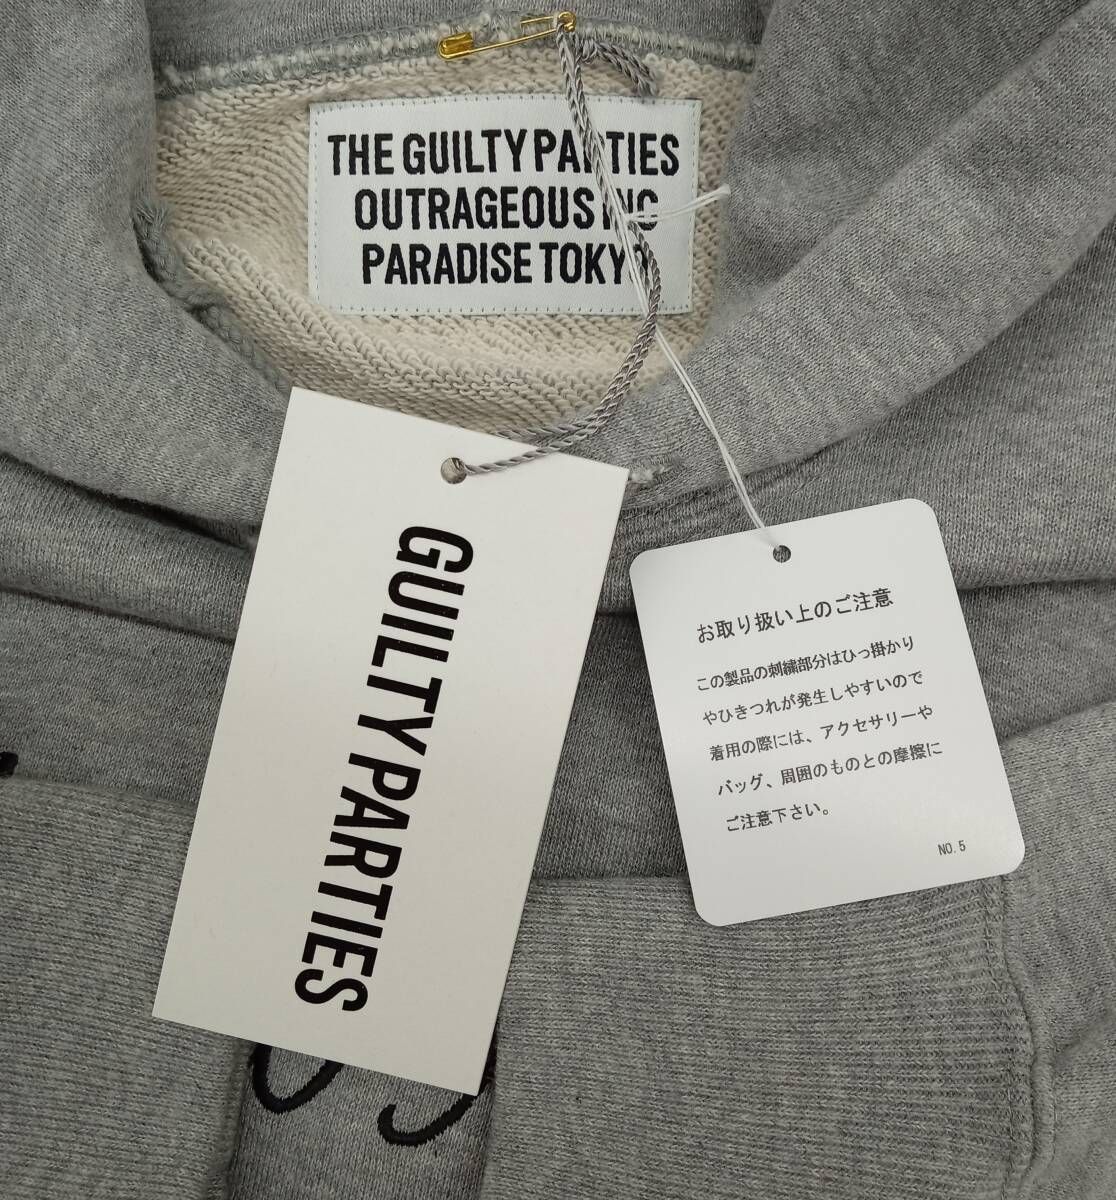 THE GUILTY PARTIES
OUTRAGEOUS INC
PARADISE TOKYO
GUILTY PARTIES
お取り扱い上のご注意
この製品の刺繍部分はひっ掛かり
やひきつれが発生しやすいので
着用の際には、アクセサリーや
バッグ、周囲のものとの摩擦に
ご注意下さい。
NO.5